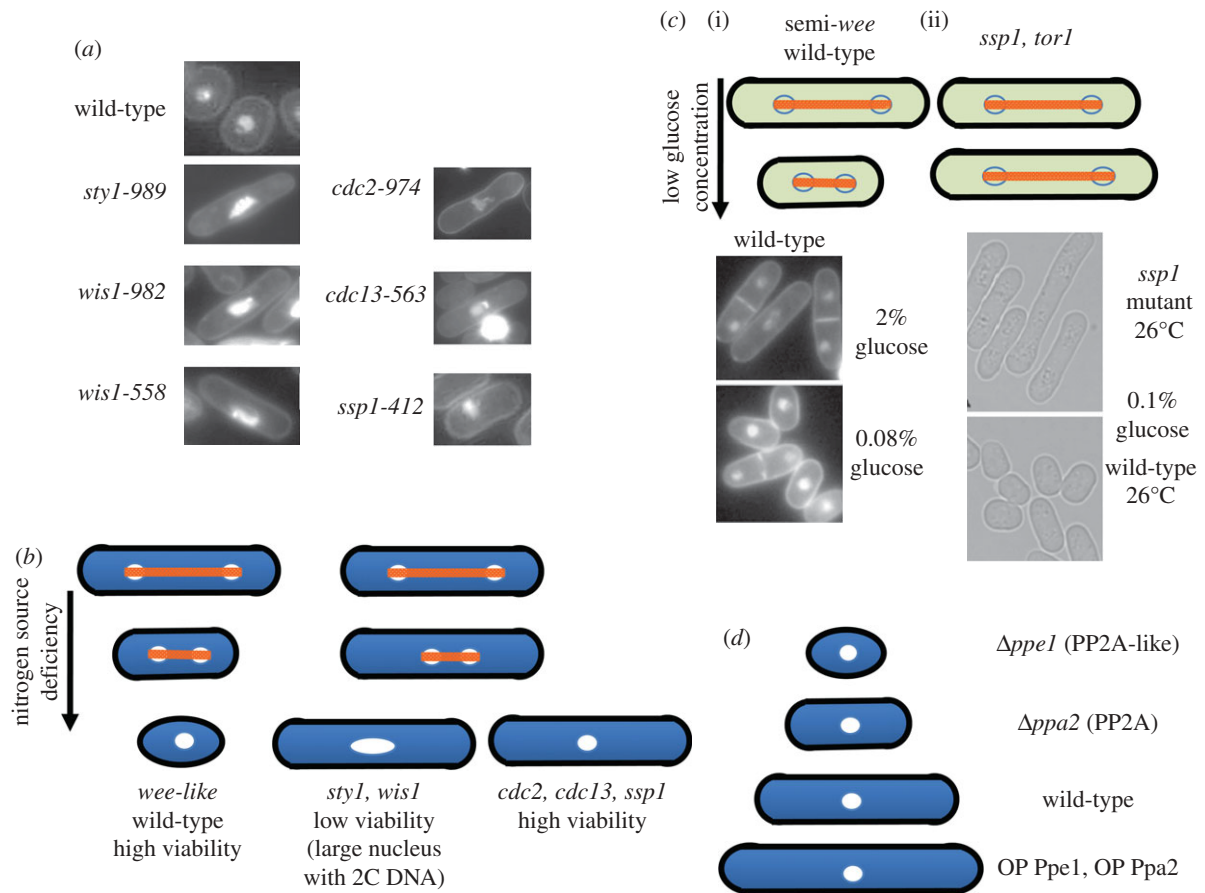 (a)
wild-type
sty1-989
cdc2-974
wis1-982
cdc13-563
wis1-558
ssp1-412
(b)
nitrogen source
deficiency
wee-like
wild-type
high viability
sty1, wis1
low viability
(large nucleus
with 2C DNA)
cdc2, cdc13, ssp1
high viability
(c) (i)
semi-wee
wild-type
(ii)
ssp1, tor1
low glucose
concentration
wild-type
2%
glucose
0.08%
glucose
ssp1
mutant
26°C
0.1%
glucose
wild-type
26°C
(d)
Δppe1 (PP2A-like)
Δppa2 (PP2A)
wild-type
OP Ppe1, OP Ppa2